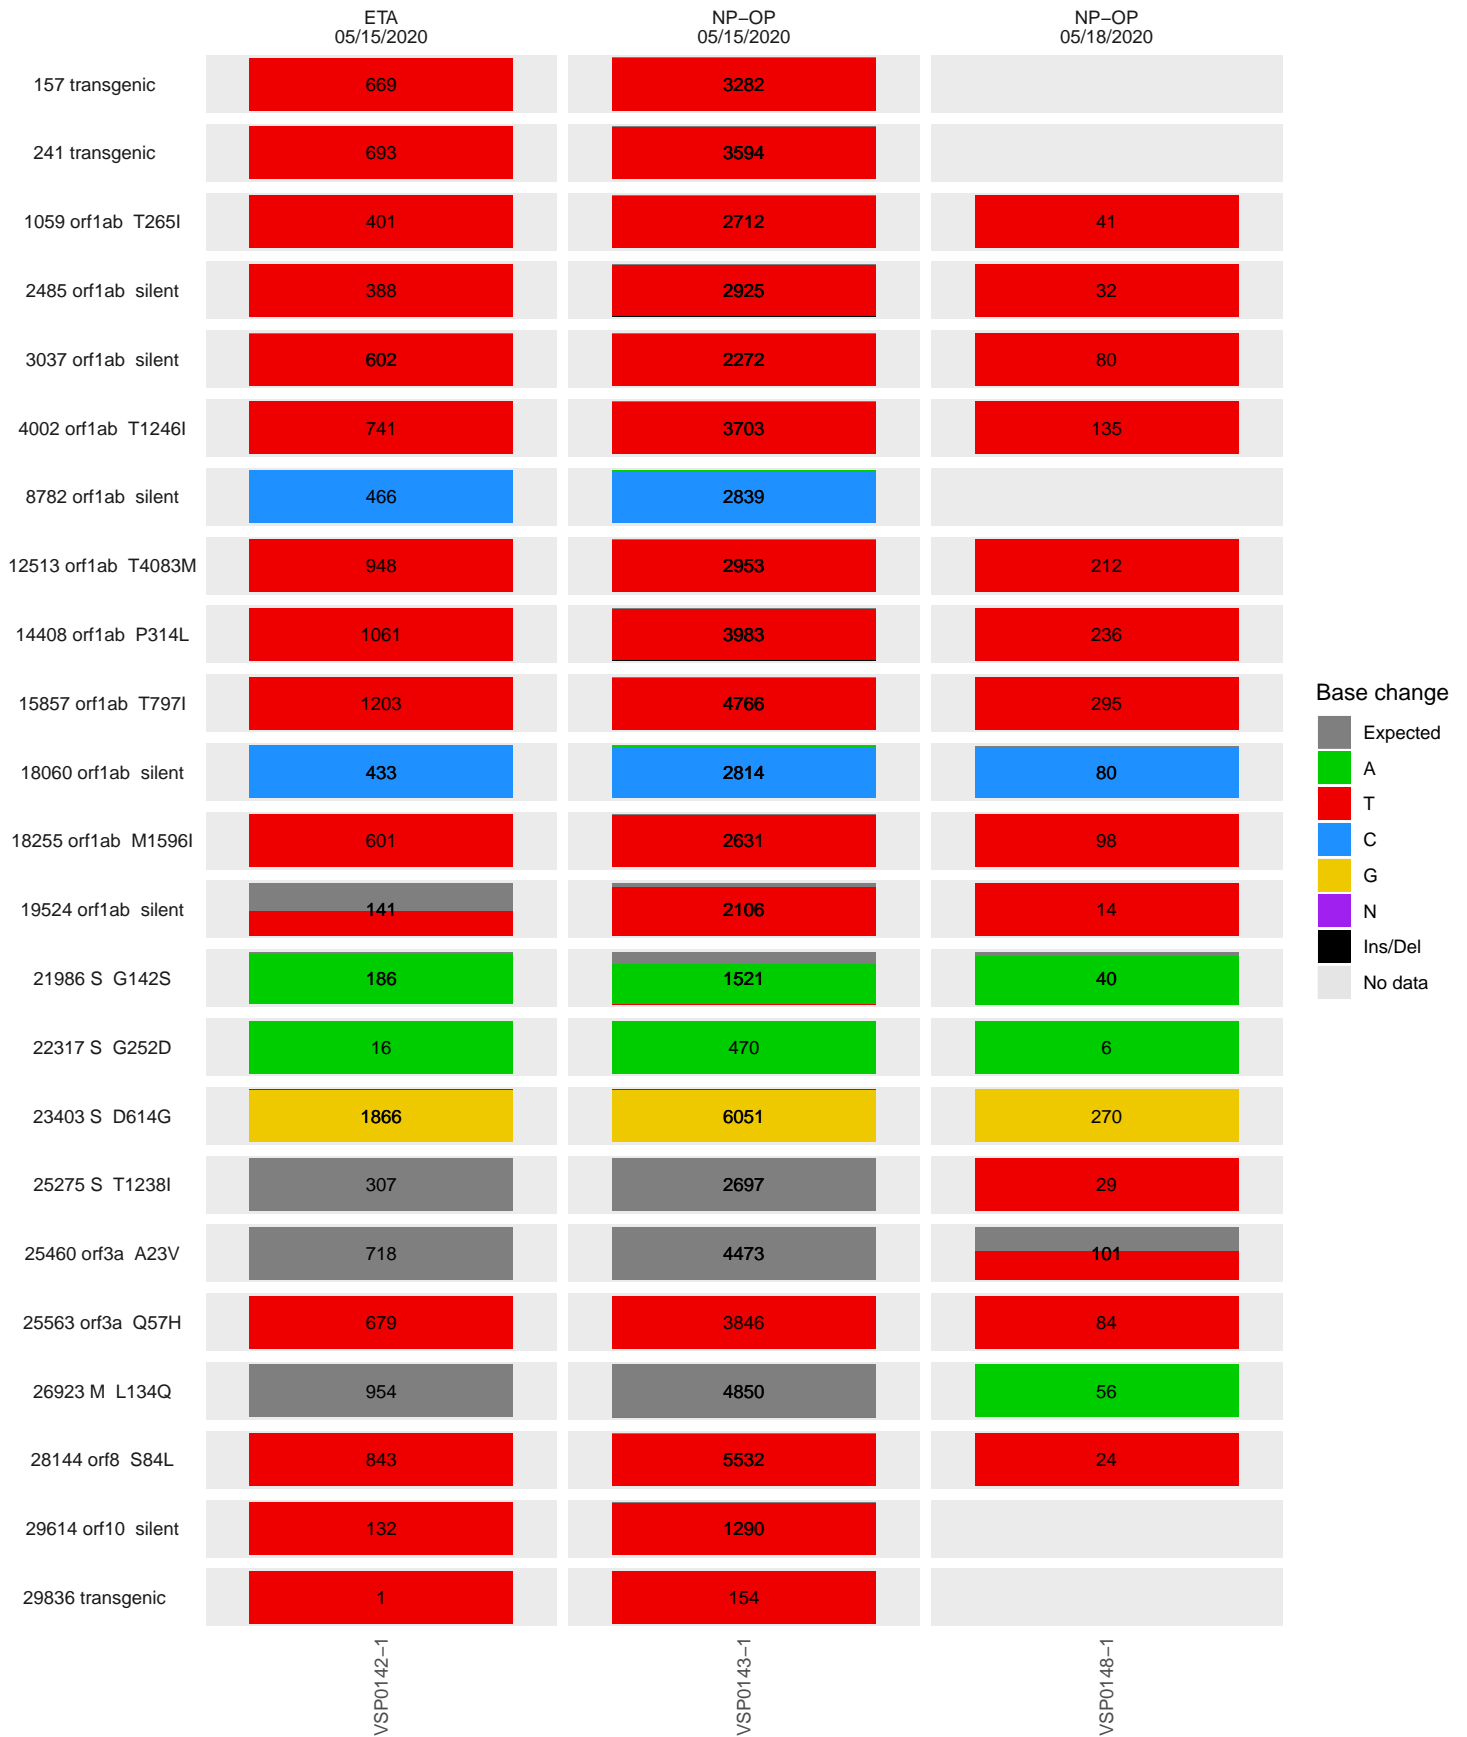 ETA
05/15/2020
NP−OP
05/15/2020
NP−OP
05/18/2020
157 transgenic 669 3282
241 transgenic 693 3594
1059 orf1ab T265I 401 2712 41
2485 orf1ab silent 388 2925 32
3037 orf1ab silent 602 2272 80
4002 orf1ab T1246I 741 3703 135
8782 orf1ab silent 466 2839
12513 orf1ab T4083M 948 2953 212
14408 orf1ab P314L 1061 3983 236
15857 orf1ab T797I 1203 4766 295
18060 orf1ab silent 433 2814 80
18255 orf1ab M1596I 601 2631 98
19524 orf1ab silent 141 2106 14
21986 S G142S 186 1521 40
22317 S G252D 16 470 6
23403 S D614G 1866 6051 270
25275 S T1238I 307 2697 29
25460 orf3a A23V 718 4473 101
25563 orf3a Q57H 679 3846 84
26923 M L134Q 954 4850 56
28144 orf8 S84L 843 5532 24
29614 orf10 silent 132 1290
29836 transgenic 1 154
VSP0142−1
VSP0143−1
VSP0148−1
Base change
Expected
A
T
C
G
N
Ins/Del
No data